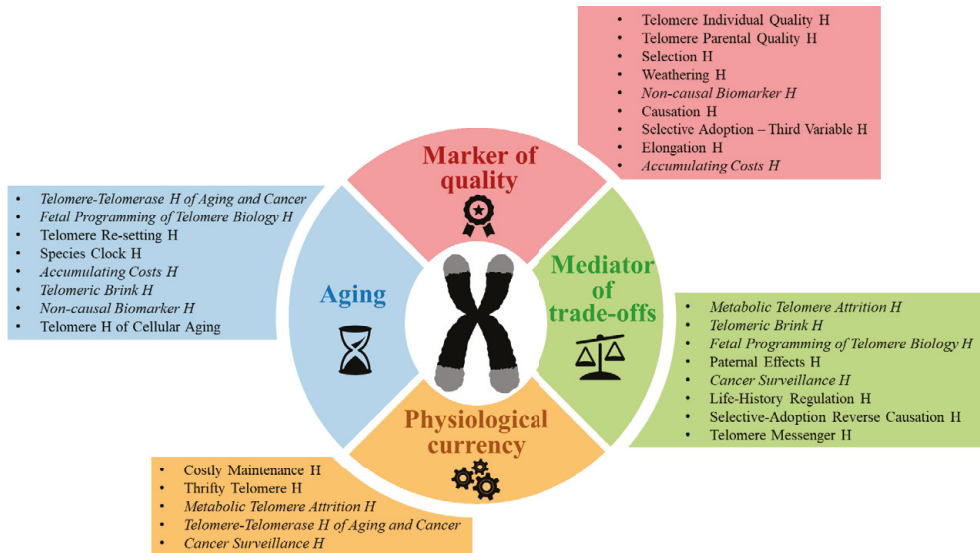 Telomere Individual Quality H
Telomere Parental Quality H
Selection H
Weathering H
Non-causal Biomarker H
Causation H
Selective Adoption – Third Variable H
Elongation H
Accumulating Costs H
Marker of
quality
Telomere-Telomerase H of Aging and Cancer
Fetal Programming of Telomere Biology H
Telomere Re-setting H
Species Clock H
Accumulating Costs H
Telomeric Brink H
Non-causal Biomarker H
Telomere H of Cellular Aging
Aging
Mediator
of
trade-offs
Metabolic Telomere Attrition H
Telomeric Brink H
Fetal Programming of Telomere Biology H
Paternal Effects H
Cancer Surveillance H
Life-History Regulation H
Selective-Adoption Reverse Causation H
Telomere Messenger H
Physiological
currency
Costly Maintenance H
Thrifty Telomere H
Metabolic Telomere Attrition H
Telomere-Telomerase H of Aging and Cancer
Cancer Surveillance H